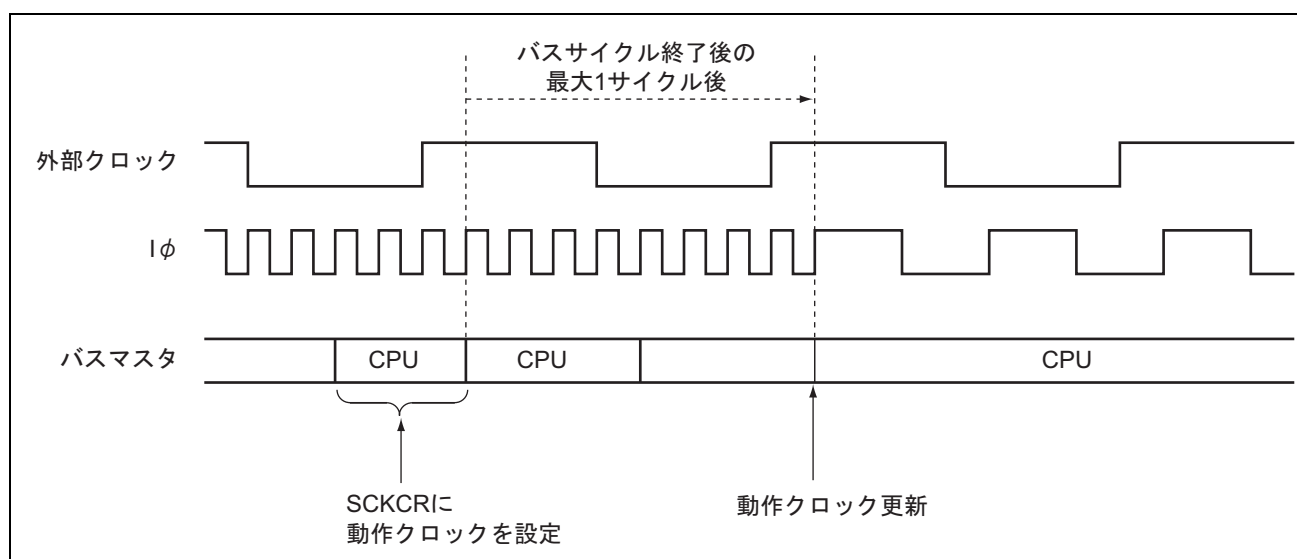 バスサイクル終了後の
最大1サイクル後
外部クロック
Iφ
バスマスタ
CPU
CPU
CPU
SCKCRに
動作クロックを設定
動作クロック更新